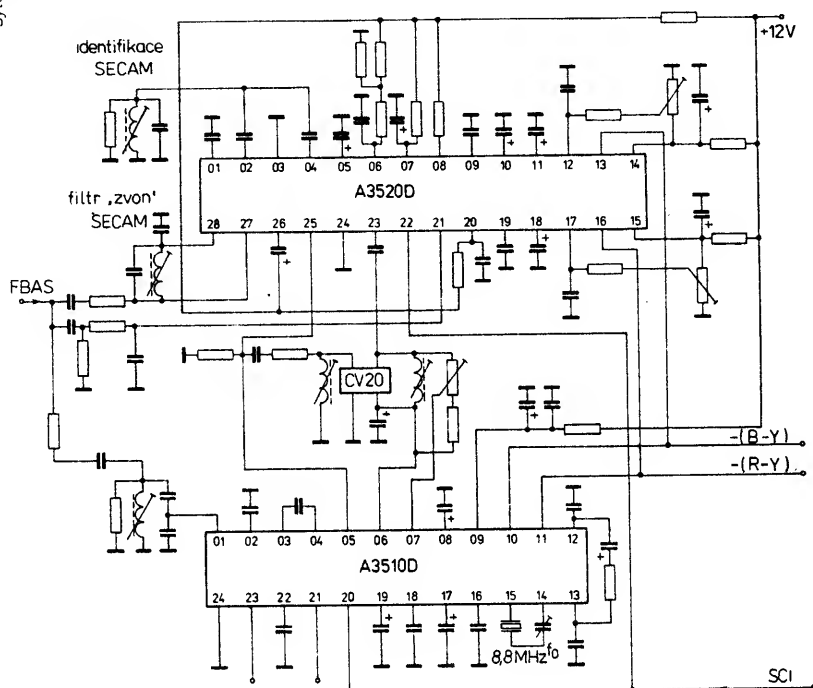 identifikace
SECAM
+12V
01 02 03 04 05 06 07 08 09 10 11 12 13 14
A3520D
28 27 26 25 24 23 22 21 20 19 18 17 16 15
filtr „zvon"
SECAM
FBAS
CV20
-(B-Y)
-(R-Y)
01 02 03 04 05 06 07 08 09 10 11 12
A3510D
24 23 22 21 20 19 18 17 16 15 14 13
8,8MHz f0
SCI